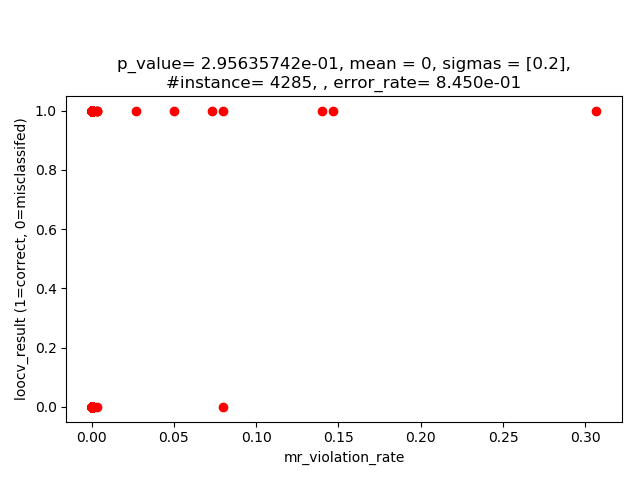 p_value= 2.95635742e-01, mean = 0, sigmas = [0.2],
#instance= 4285, , error_rate= 8.450e-01
loocv_result (1=correct, 0=misclassifed)
1.0
0.8
0.6
0.4
0.2
0.0
0.00 0.05 0.10 0.15 0.20 0.25 0.30
mr_violation_rate